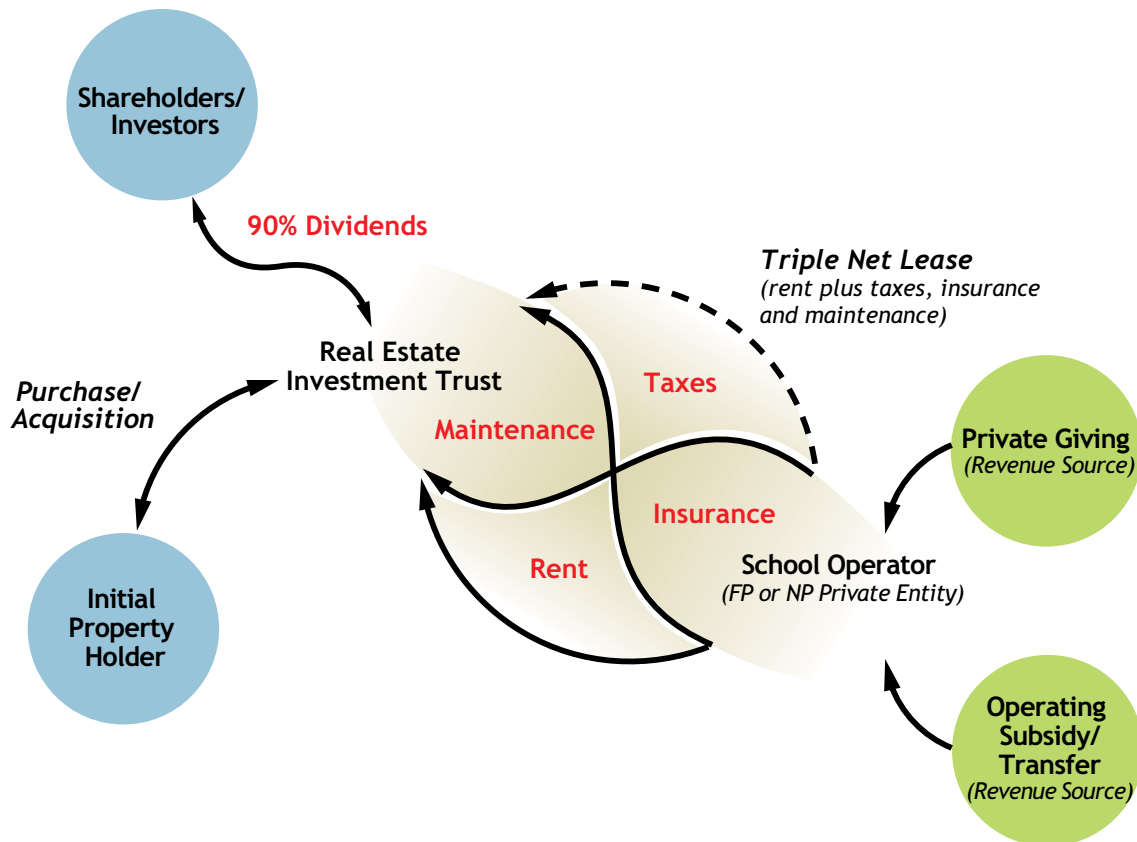 Shareholders/
Investors
90% Dividends
Triple Net Lease
(rent plus taxes, insurance
and maintenance)
Real Estate
Investment Trust
Purchase/
Acquisition
Taxes
Maintenance
Private Giving
(Revenue Source)
Insurance
Rent
School Operator
(FP or NP Private Entity)
Initial
Property
Holder
Operating
Subsidy/
Transfer
(Revenue Source)